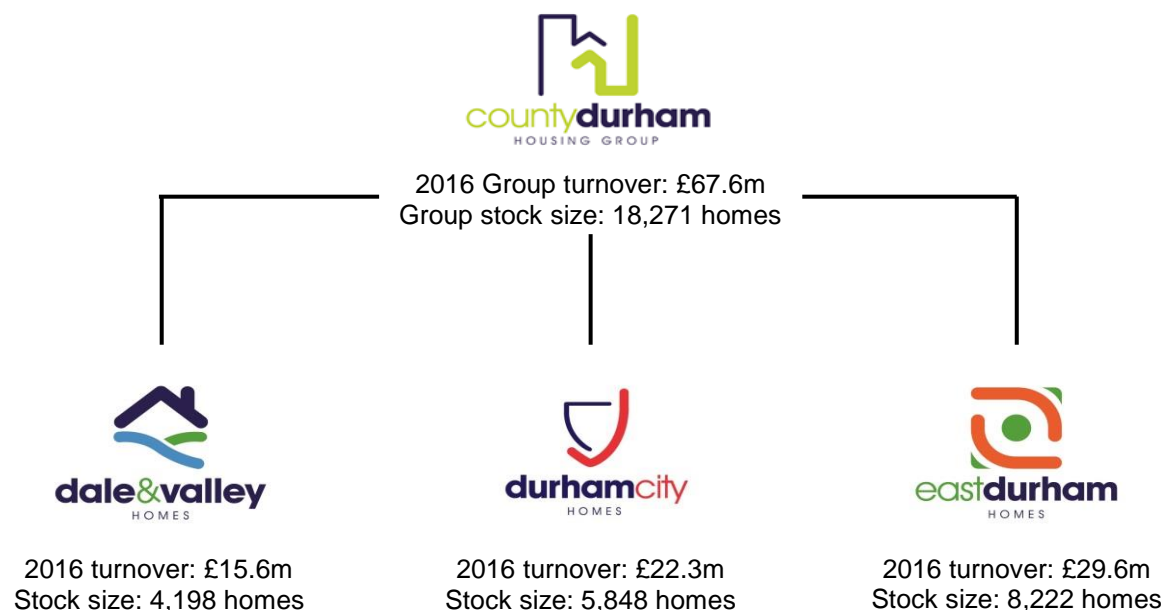 countydurham
HOUSING GROUP
2016 Group turnover: £67.6m
Group stock size: 18,271 homes
dale&valley
HOMES
2016 turnover: £15.6m
Stock size: 4,198 homes
durhamcity
HOMES
2016 turnover: £22.3m
Stock size: 5,848 homes
eastdurham
HOMES
2016 turnover: £29.6m
Stock size: 8,222 homes